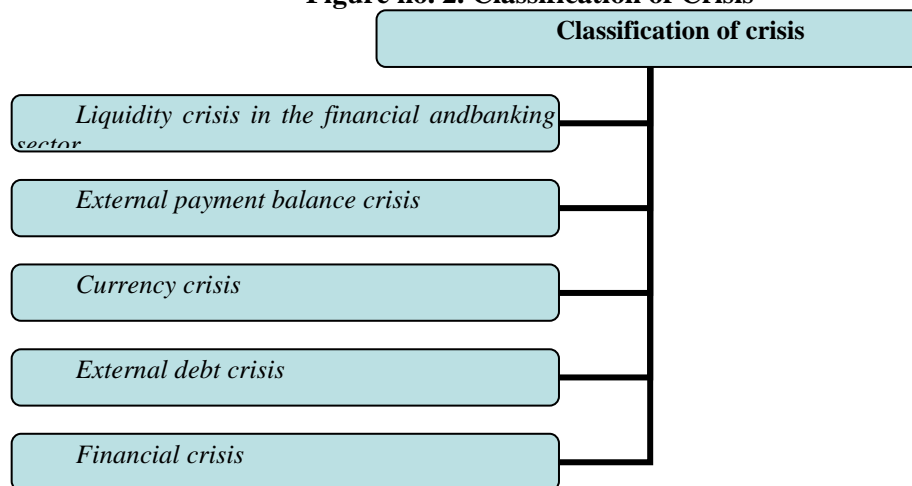 Figure no. 2. Classification of Crisis
Classification of crisis
Liquidity crisis in the financial andbanking
sector
External payment balance crisis
Currency crisis
External debt crisis
Financial crisis